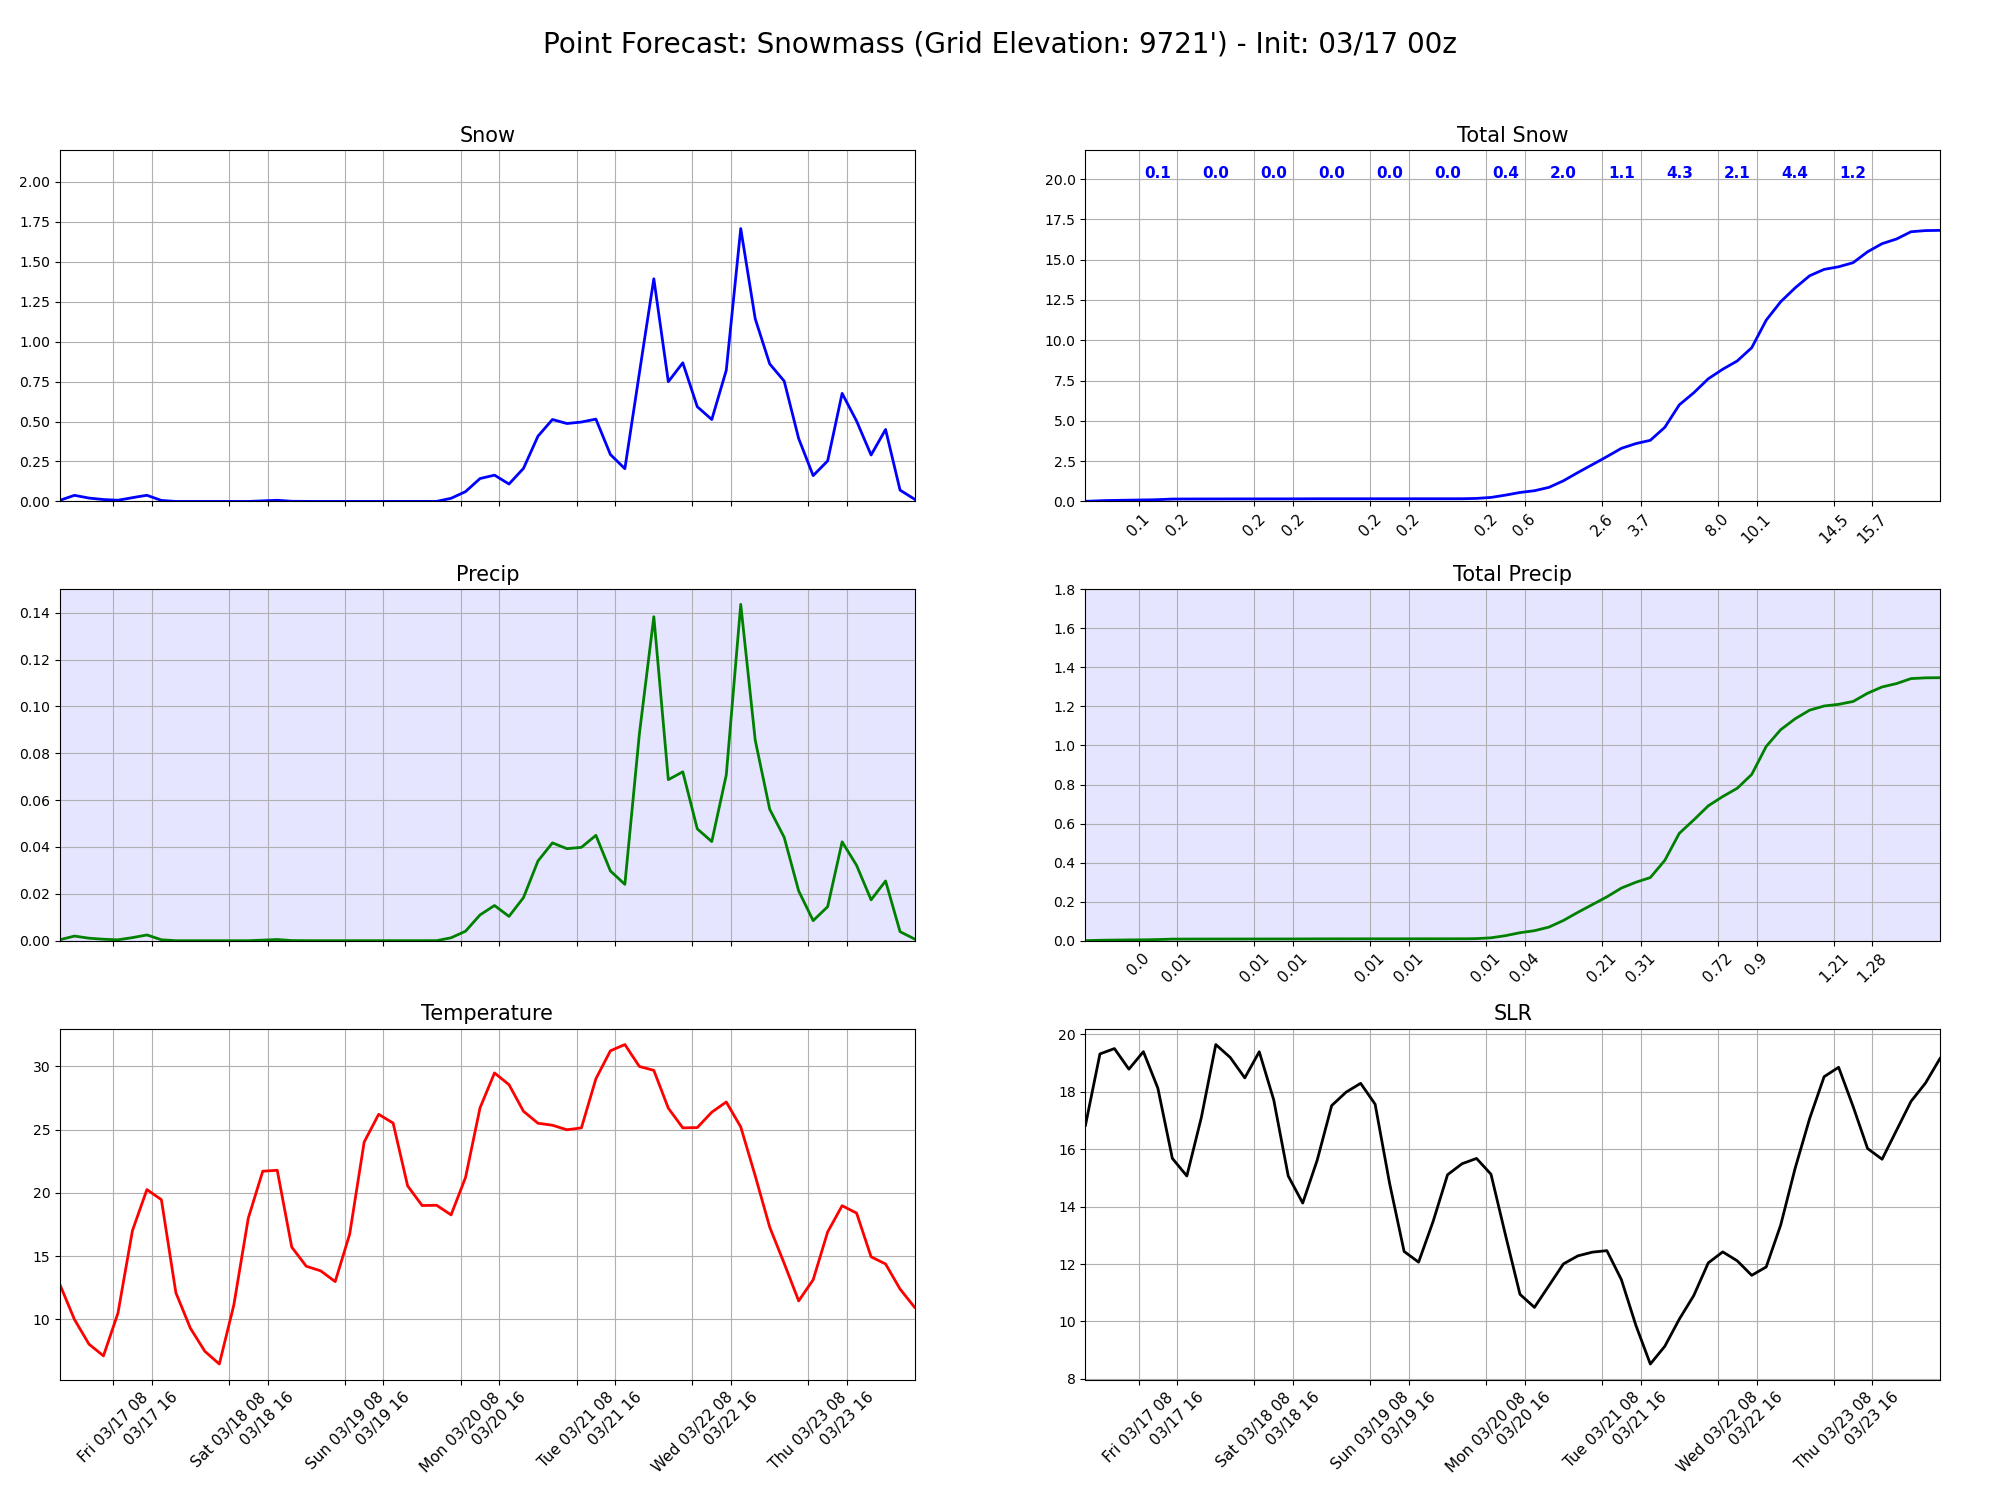 Point Forecast: Snowmass (Grid Elevation: 9721') - Init: 03/17 00z
Snow
2.00
1.75
1.50
1.25
1.00
0.75
0.50
0.25
0.00
Total Snow
0.1 0.0 0.0 0.0 0.0 0.0 0.4 2.0 1.1 4.3 2.1 4.4 1.2
20.0
17.5
15.0
12.5
10.0
7.5
5.0
2.5
0.0
0.1 0.2 0.2 0.2 0.2 0.2 0.2 0.6 2.6 3.7 8.0 10.1 14.5 15.7
Precip
0.14
0.12
0.10
0.08
0.06
0.04
0.02
0.00
Total Precip
1.8
1.6
1.4
1.2
1.0
0.8
0.6
0.4
0.2
0.0
0.0 0.01 0.01 0.01 0.01 0.01 0.01 0.04 0.21 0.31 0.72 0.9 1.21 1.28
Temperature
30
25
20
15
10
Fri 03/17 08
03/17 16
Sat 03/18 08
03/18 16
Sun 03/19 08
03/19 16
Mon 03/20 08
03/20 16
Tue 03/21 08
03/21 16
Wed 03/22 08
03/22 16
Thu 03/23 08
03/23 16
SLR
20
18
16
14
12
10
8
Fri 03/17 08
03/17 16
Sat 03/18 08
03/18 16
Sun 03/19 08
03/19 16
Mon 03/20 08
03/20 16
Tue 03/21 08
03/21 16
Wed 03/22 08
03/22 16
Thu 03/23 08
03/23 16